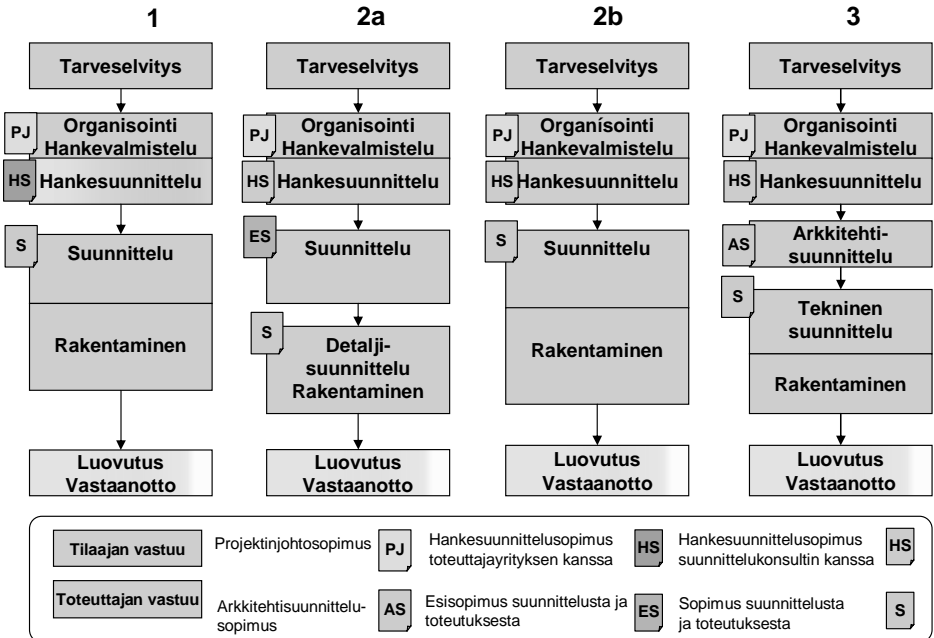 1
2a
2b
3
Tarveselvitys
PJ
Organisointi
Hankevalmistelu
HS
Hankesuunnittelu
S
Suunnittelu
Rakentaminen
Luovutus
Vastaanotto
Tarveselvitys
PJ
Organisointi
Hankevalmistelu
HS
Hankesuunnittelu
ES
Suunnittelu
S
Detalji-
suunnittelu
Rakentaminen
Luovutus
Vastaanotto
Tarveselvitys
PJ
Organísointi
Hankevalmistelu
HS
Hankesuunnittelu
S
Suunnittelu
Rakentaminen
Luovutus
Vastaanotto
Tarveselvitys
PJ
Organisointi
Hankevalmistelu
HS
Hankesuunnittelu
AS
Arkkitehti-
suunnittelu
S
Tekninen
suunnittelu
Rakentaminen
Luovutus
Vastaanotto
Tilaajan vastuu
Toteuttajan vastuu
Projektinjohtosopimus
PJ
Hankesuunnittelusopimus
toteuttajayrityksen kanssa
HS
Hankesuunnittelusopimus
suunnittelukonsultin kanssa
HS
Arkkitehtisuunnittelu-
sopimus
AS
Esisopimus suunnittelusta ja
toteutuksesta
ES
Sopimus suunnittelusta
ja toteutuksesta
S